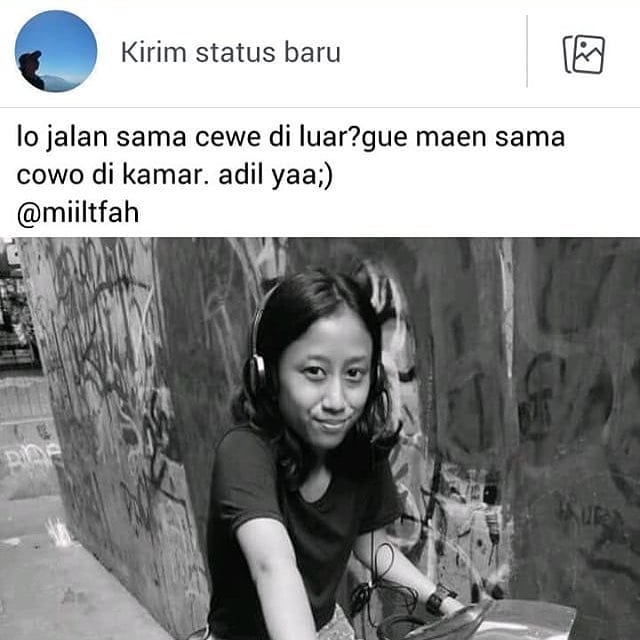 Kirim status baru
lo jalan sama cewe di luar?gue maen sama
cowo di kamar. adil yaa;)
@miiltfah